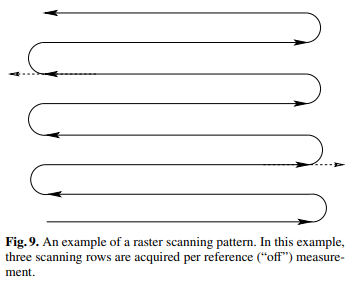 Fig. 9. An example of a raster scanning pattern. In this example,
three scanning rows are acquired per reference (“off”) measure-
ment.